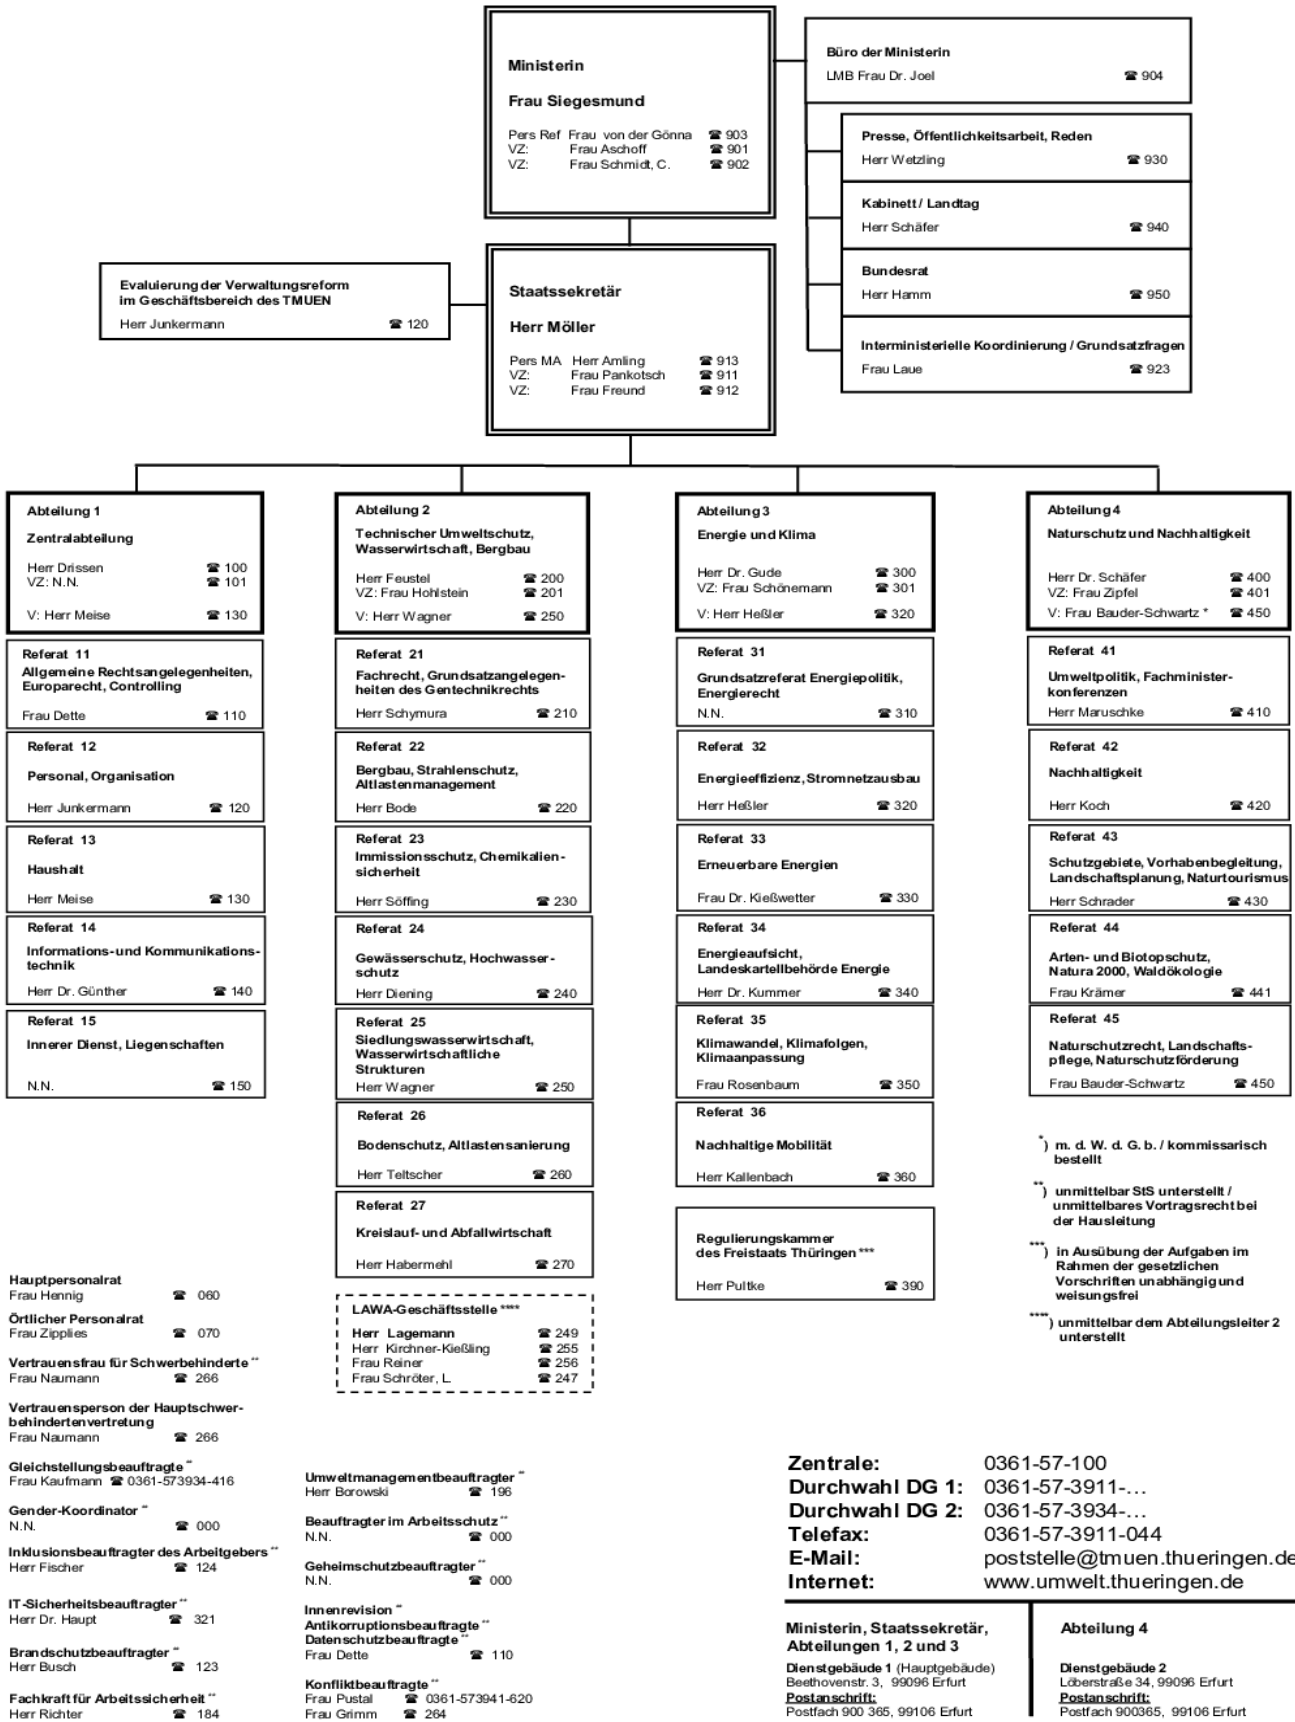 Ministerin
Frau Siegesmund
Pers Ref Frau von der Gönna ☎ 903
VZ: Frau Aschoff ☎ 901
VZ: Frau Schmidt, C. ☎ 902
Büro der Ministerin
LMB Frau Dr. Joel ☎ 904
Presse, Öffentlichkeitsarbeit, Reden
Herr Wetzling ☎ 930
Kabinett / Landtag
Herr Schäfer ☎ 940
Bundesrat
Herr Hamm ☎ 950
Interministerielle Koordinierung / Grundsatzfragen
Frau Laue ☎ 923
Evaluierung der Verwaltungsreform
im Geschäftsbereich des TMUEN
Herr Junkermann ☎ 120
Staatssekretär
Herr Möller
Pers MA Herr Amling ☎ 913
VZ: Frau Pankotsch ☎ 911
VZ: Frau Freund ☎ 912
Abteilung 1
Zentralabteilung
Herr Drissen ☎ 100
VZ: N.N. ☎ 101
V: Herr Meise ☎ 130
Referat 11
Allgemeine Rechtsangelegenheiten,
Europarecht, Controlling
Frau Dette ☎ 110
Referat 12
Personal, Organisation
Herr Junkermann ☎ 120
Referat 13
Haushalt
Herr Meise ☎ 130
Referat 14
Informations- und Kommunikations-
technik
Herr Dr. Günther ☎ 140
Referat 15
Innerer Dienst, Liegenschaften
N.N. ☎ 150
Abteilung 2
Technischer Umweltschutz,
Wasserwirtschaft, Bergbau
Herr Feustel ☎ 200
VZ: Frau Hohlstein ☎ 201
V: Herr Wagner ☎ 250
Referat 21
Fachrecht, Grundsatzangelegen-
heiten des Gentechnikrechts
Herr Schymura ☎ 210
Referat 22
Bergbau, Strahlenschutz,
Altlastenmanagement
Herr Bode ☎ 220
Referat 23
Immissionsschutz, Chemikalien-
sicherheit
Herr Söffing ☎ 230
Referat 24
Gewässerschutz, Hochwasser-
schutz
Herr Diening ☎ 240
Referat 25
Siedlungswasserwirtschaft,
Wasserwirtschaftliche
Strukturen
Herr Wagner ☎ 250
Referat 26
Bodenschutz, Altlastensanierung
Herr Teltscher ☎ 260
Referat 27
Kreislauf- und Abfallwirtschaft
Herr Habermehl ☎ 270
LAWA-Geschäftsstelle ****
Herr Lagemann ☎ 249
Herr Kirchner-Kießling ☎ 255
Frau Reiner ☎ 256
Frau Schröter, L. ☎ 247
Abteilung 3
Energie und Klima
Herr Dr. Gude ☎ 300
VZ: Frau Schönemann ☎ 301
V: Herr Heßler ☎ 320
Referat 31
Grundsatzreferat Energiepolitik,
Energierecht
N.N. ☎ 310
Referat 32
Energieeffizienz, Stromnetzausbau
Herr Heßler ☎ 320
Referat 33
Erneuerbare Energien
Frau Dr. Kießwetter ☎ 330
Referat 34
Energieaufsicht,
Landeskartellbehörde Energie
Herr Dr. Kummer ☎ 340
Referat 35
Klimawandel, Klimafolgen,
Klimaanpassung
Frau Rosenbaum ☎ 350
Referat 36
Nachhaltige Mobilität
Herr Kallenbach ☎ 360
Regulierungskammer
des Freistaats Thüringen ***
Herr Pultke ☎ 390
Abteilung 4
Naturschutz und Nachhaltigkeit
Herr Dr. Schäfer ☎ 400
VZ: Frau Zipfel ☎ 401
V: Frau Bauder-Schwartz * ☎ 450
Referat 41
Umweltpolitik, Fachminister-
konferenzen
Herr Maruschke ☎ 410
Referat 42
Nachhaltigkeit
Herr Koch ☎ 420
Referat 43
Schutzgebiete, Vorhabenbegleitung,
Landschaftsplanung, Naturtourismus
Herr Schrader ☎ 430
Referat 44
Arten- und Biotopschutz,
Natura 2000, Waldökologie
Frau Krämer ☎ 441
Referat 45
Naturschutzrecht, Landschafts-
pflege, Naturschutzförderung
Frau Bauder-Schwartz ☎ 450
*) m. d. W. d. G. b. / kommissarisch
bestellt
**) unmittelbar StS unterstellt /
unmittelbares Vortragsrecht bei
der Hausleitung
***) in Ausübung der Aufgaben im
Rahmen der gesetzlichen
Vorschriften unabhängig und
weisungsfrei
****) unmittelbar dem Abteilungsleiter 2
unterstellt
Hauptpersonalrat
Frau Hennig ☎ 060
Örtlicher Personalrat
Frau Zipplies ☎ 070
Vertrauensfrau für Schwerbehinderte **
Frau Naumann ☎ 266
Vertrauensperson der Hauptschwer-
behindertenvertretung
Frau Naumann ☎ 266
Gleichstellungsbeauftragte **
Frau Kaufmann ☎ 0361-573934-416
Gender-Koordinator **
N.N. ☎ 000
Inklusionsbeauftragter des Arbeitgebers **
Herr Fischer ☎ 124
IT-Sicherheitsbeauftragter **
Herr Dr. Haupt ☎ 321
Brandschutzbeauftragter **
Herr Busch ☎ 123
Fachkraft für Arbeitssicherheit **
Herr Richter ☎ 184
Umweltmanagementbeauftragter **
Herr Borowski ☎ 196
Beauftragter im Arbeitsschutz **
N.N. ☎ 000
Geheimschutzbeauftragter **
N.N. ☎ 000
Innenrevision **
Antikorruptionsbeauftragte **
Datenschutzbeauftragte **
Frau Dette ☎ 110
Konfliktbeauftragte **
Frau Pustal ☎ 0361-573941-620
Frau Grimm ☎ 264
Zentrale: 0361-57-100
Durchwahl DG 1: 0361-57-3911-...
Durchwahl DG 2: 0361-57-3934-...
Telefax: 0361-57-3911-044
E-Mail: poststelle@tmuen.thueringen.de
Internet: www.umwelt.thueringen.de
Ministerin, Staatssekretär,
Abteilungen 1, 2 und 3
Dienstgebäude 1 (Hauptgebäude)
Beethovenstr. 3, 99096 Erfurt
Postanschrift:
Postfach 900 365, 99106 Erfurt
Abteilung 4
Dienstgebäude 2
Löberstraße 34, 99096 Erfurt
Postanschrift:
Postfach 900365, 99106 Erfurt